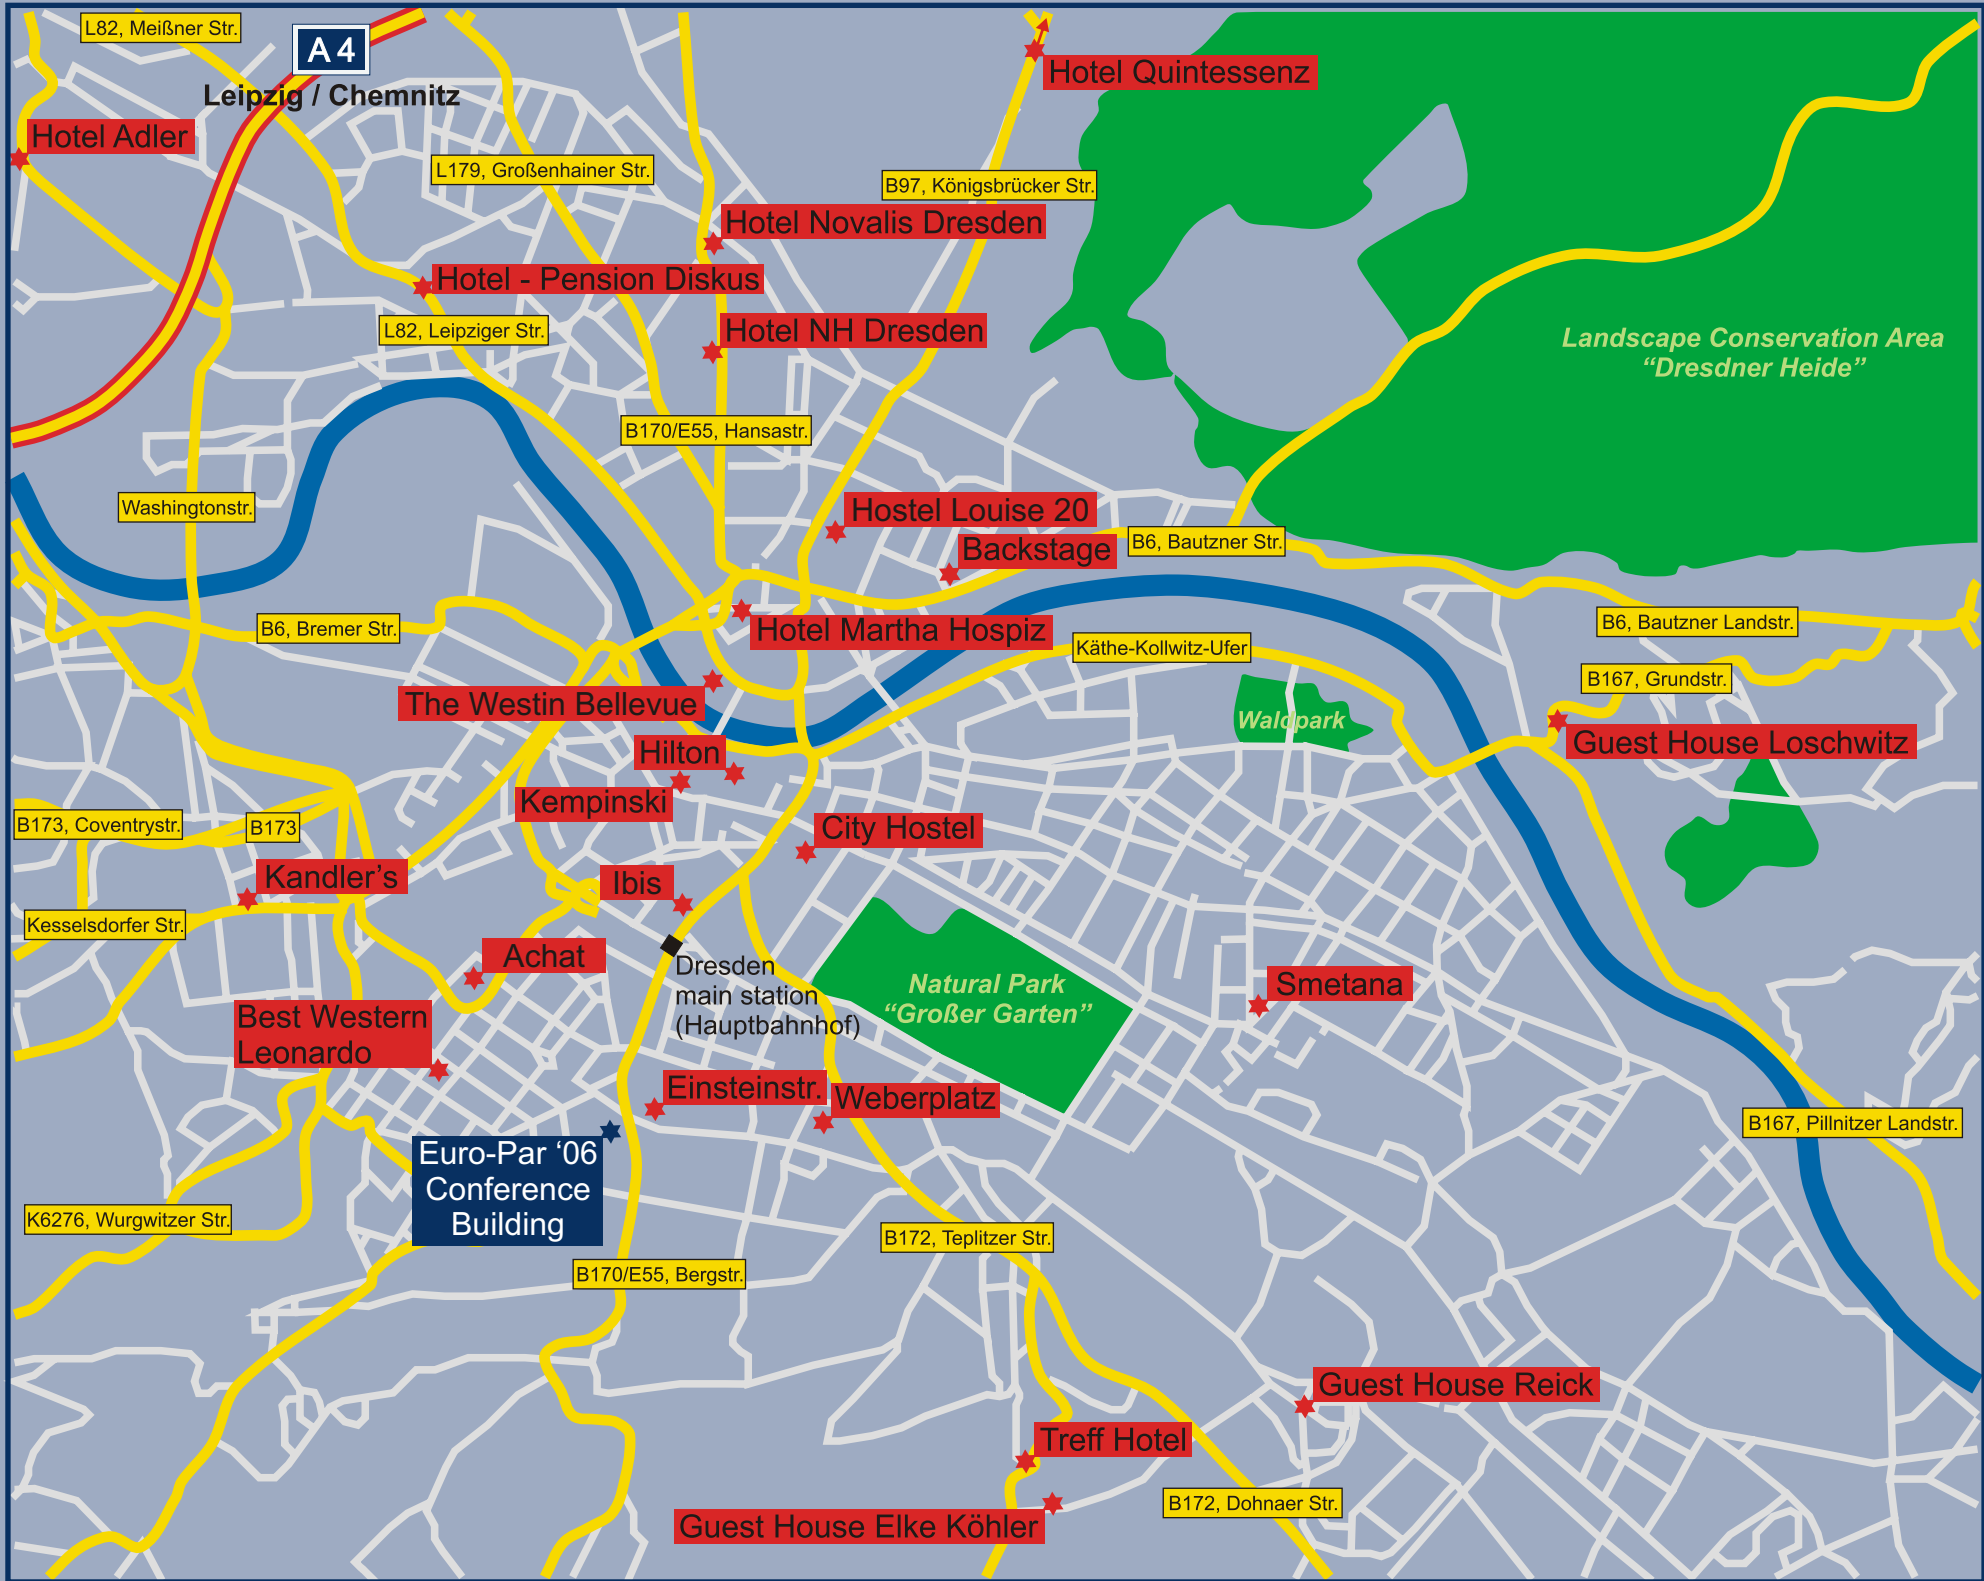 L82, Meißner Str.
A 4
Leipzig / Chemnitz
Hotel Quintessenz
Hotel Adler
L179, Großenhainer Str.
B97, Königsbrücker Str.
Hotel Novalis Dresden
Hotel - Pension Diskus
L82, Leipziger Str.
Hotel NH Dresden
Landscape Conservation Area
“Dresdner Heide”
B170/E55, Hansastr.
Washingtonstr.
Hostel Louise 20
Backstage
B6, Bautzner Str.
B6, Bremer Str.
Hotel Martha Hospiz
B6, Bautzner Landstr.
Käthe-Kollwitz-Ufer
B167, Grundstr.
The Westin Bellevue
Waldpark
Guest House Loschwitz
Hilton
Kempinski
B173, Coventrystr.
B173
City Hostel
Kandler’s
Ibis
Kesselsdorfer Str.
Achat
Dresden
main station
(Hauptbahnhof)
Natural Park
“Großer Garten”
Smetana
Best Western
Leonardo
Einsteinstr.
Weberplatz
B167, Pillnitzer Landstr.
Euro-Par ‘06
Conference
Building
K6276, Wurgwitzer Str.
B172, Teplitzer Str.
B170/E55, Bergstr.
Guest House Reick
Treff Hotel
B172, Dohnaer Str.
Guest House Elke Köhler